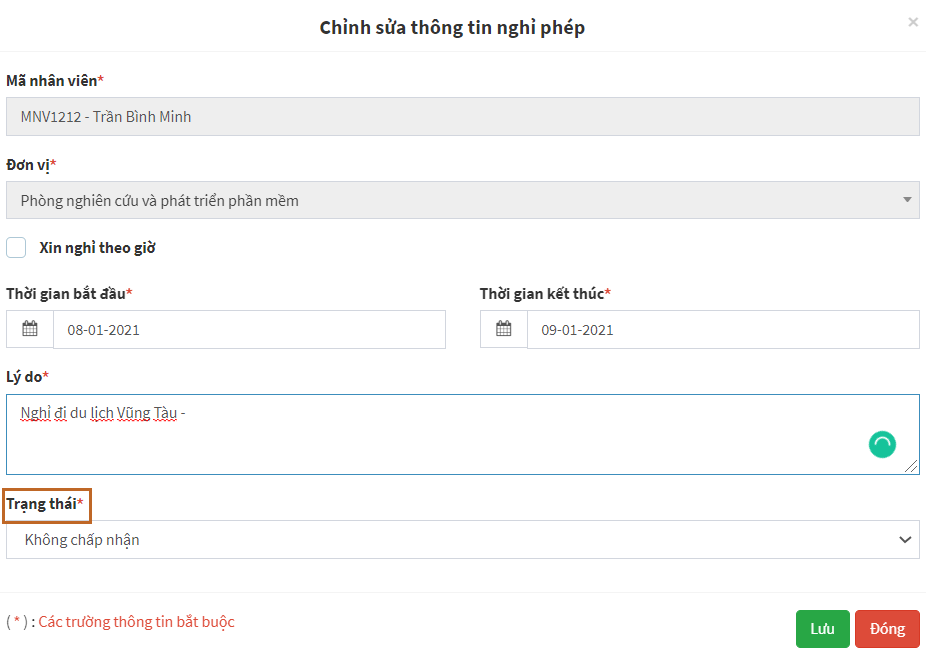 Chỉnh sửa thông tin nghỉ phép
×
Mã nhân viên*
MNV1212 - Trần Bình Minh
Đơn vị*
Phòng nghiên cứu và phát triển phần mềm
Xin nghỉ theo giờ
Thời gian bắt đầu* Thời gian kết thúc*
08-01-2021 09-01-2021
Lý do*
Nghỉ đi du lịch Vũng Tàu -
Trạng thái*
Không chấp nhận
( * ) : Các trường thông tin bắt buộc
Lưu Đóng